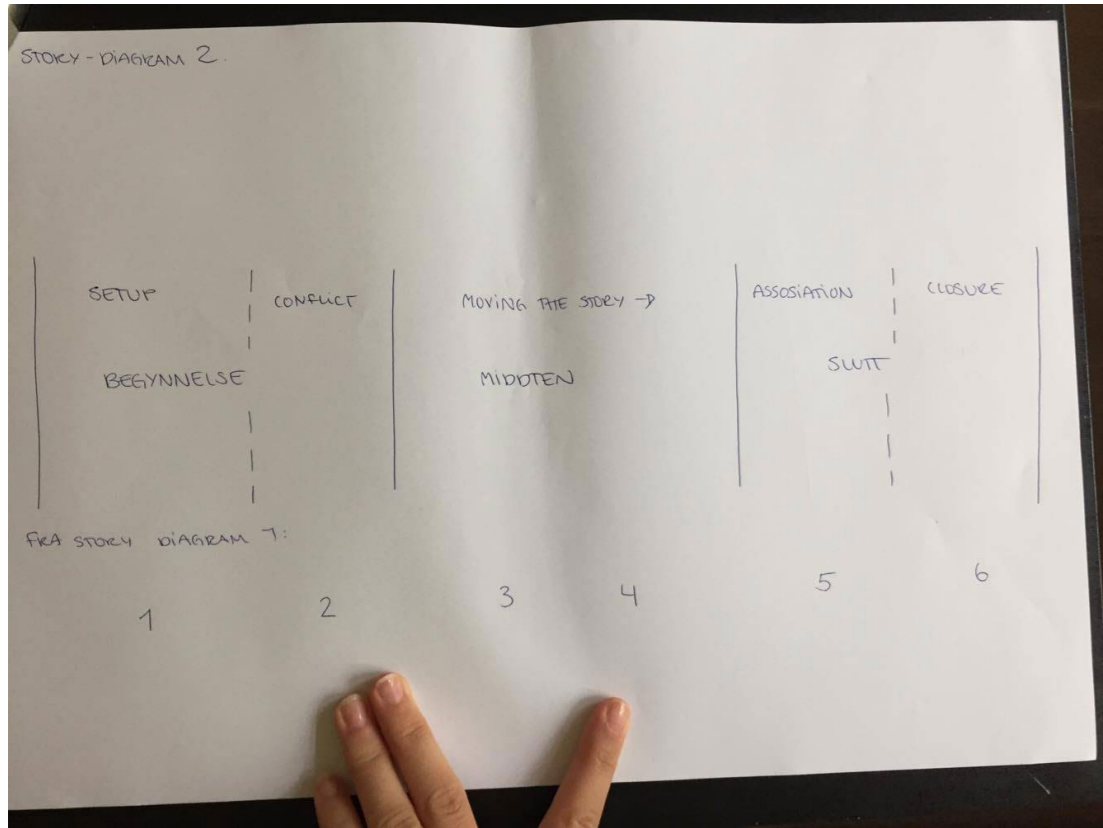 STORY-DIAGRAM 2.
SETUP CONFLICT MOVING THE STORY → ASSOSIATION CLOSURE
BEGYNNELSE MIDDTEN SLUTT
FRA STORY DIAGRAM 1:
1 2 3 4 5 6